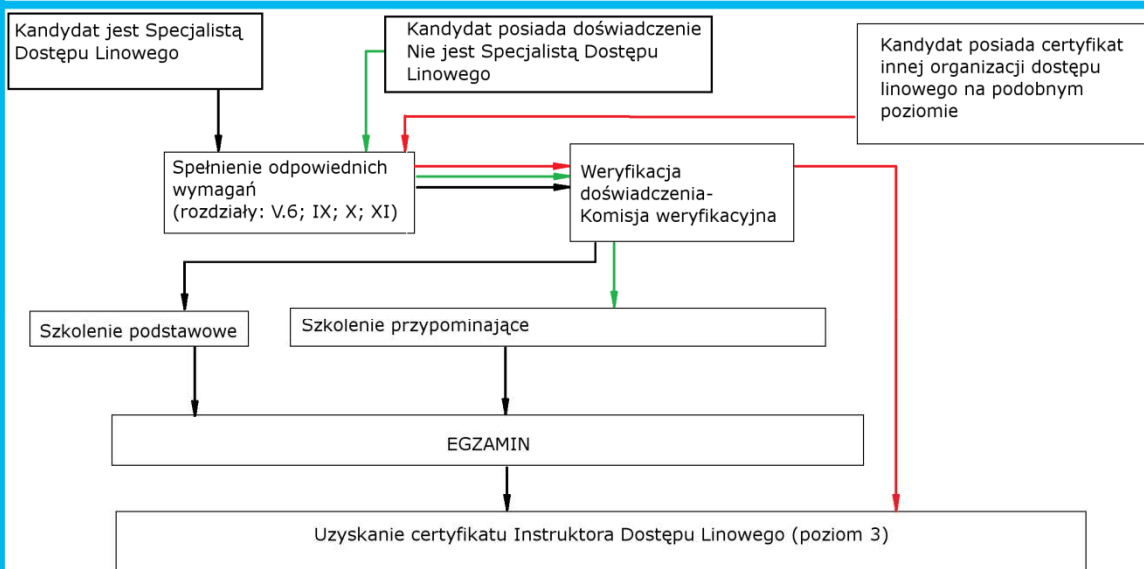 Kandydat jest Specjalistą
Dostępu Linowego
Kandydat posiada doświadczenie
Nie jest Specjalistą Dostępu
Linowego
Kandydat posiada certyfikat
innej organizacji dostępu
linowego na podobnym
poziomie
Spełnienie odpowiednich
wymagań
(rozdziały: V.6; IX; X; XI)
Weryfikacja
doświadczenia-
Komisja weryfikacyjna
Szkolenie podstawowe
Szkolenie przypominające
EGZAMIN
Uzyskanie certyfikatu Instruktora Dostępu Linowego (poziom 3)